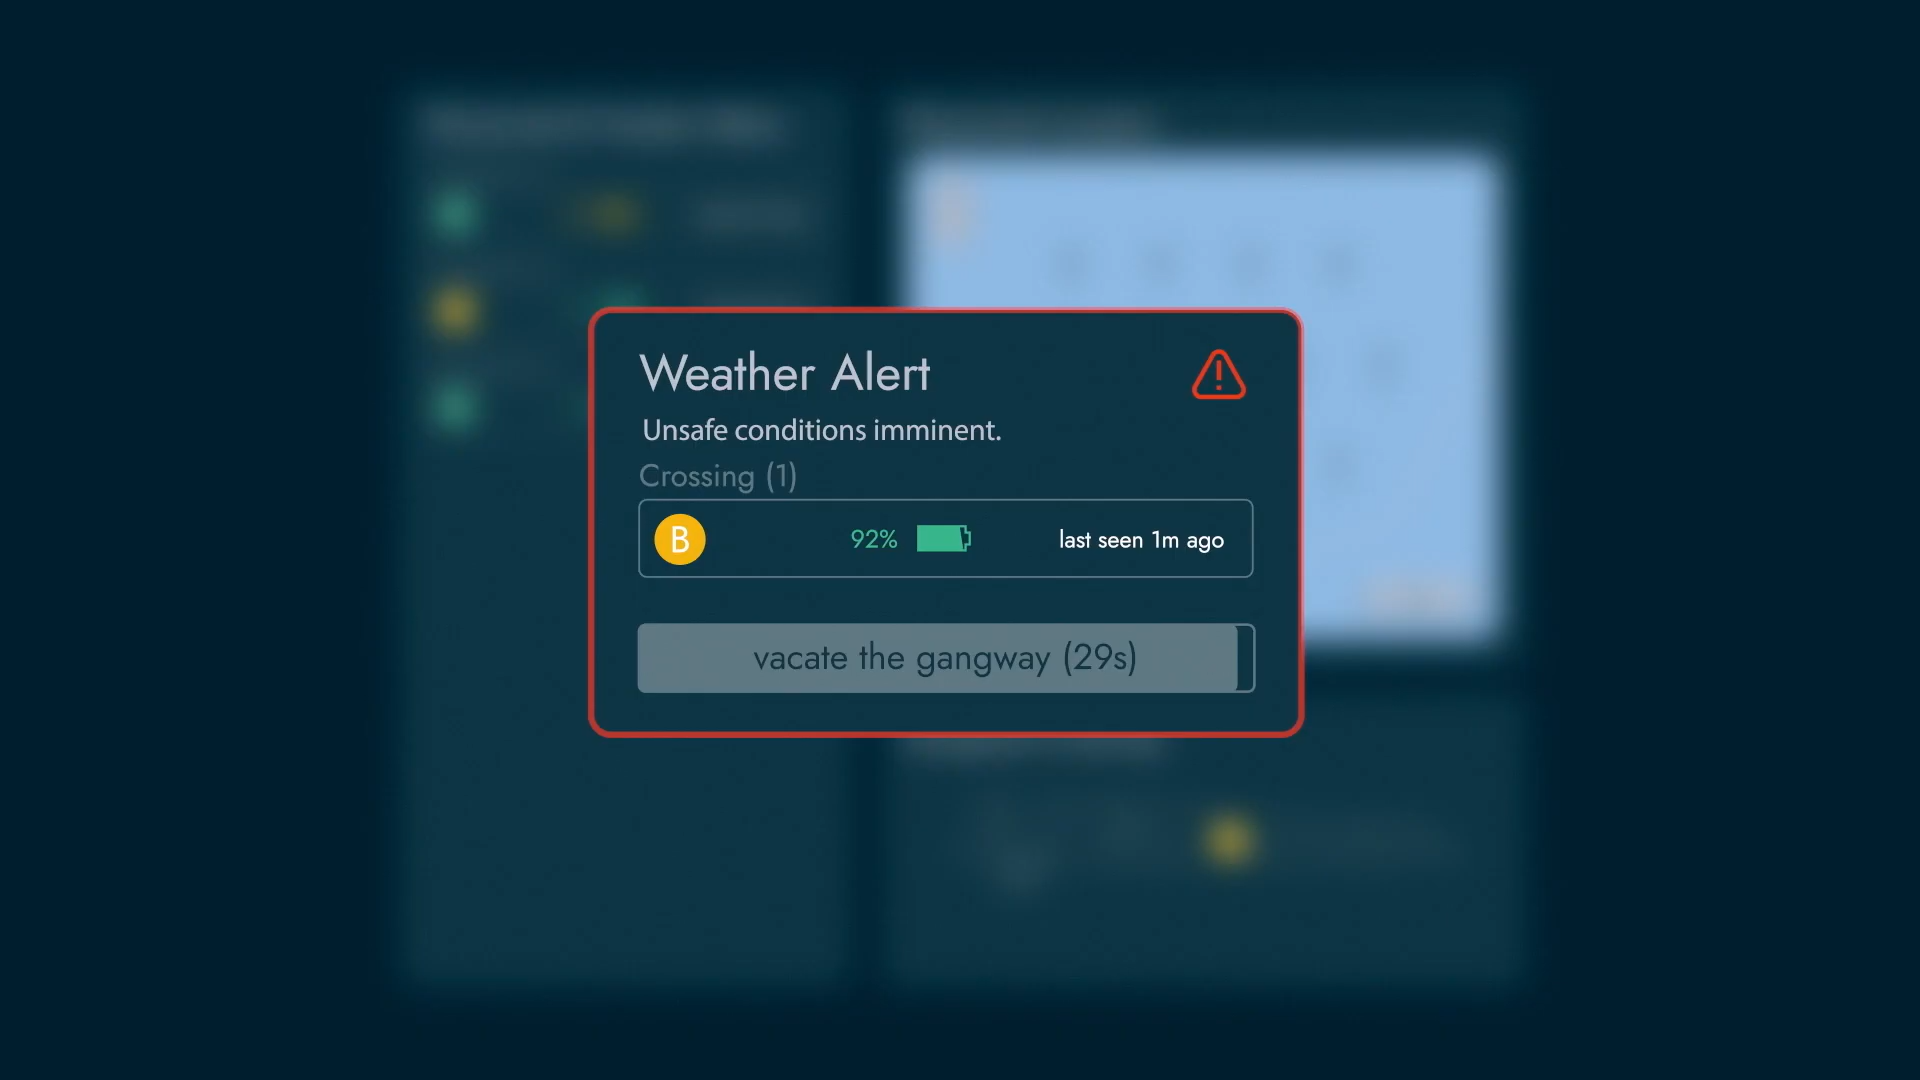 Weather Alert
Unsafe conditions imminent.
Crossing (1)
B 92% last seen 1m ago
vacate the gangway (29s)